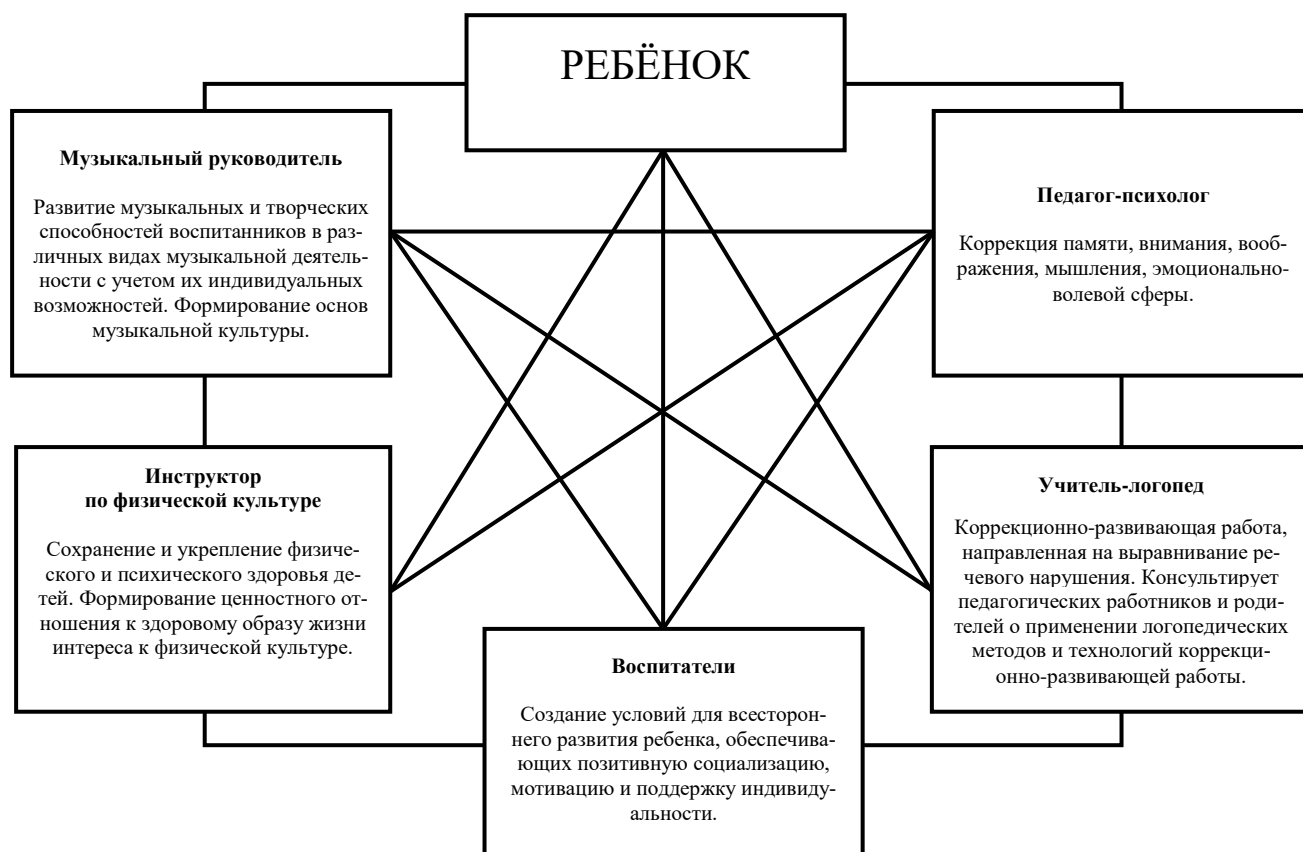 РЕБЁНОК
Музыкальный руководитель
Развитие музыкальных и творческих
способностей воспитанников в раз-
личных видах музыкальной деятель-
ности с учетом их индивидуальных
возможностей. Формирование основ
музыкальной культуры.
Педагог-психолог
Коррекция памяти, внимания, вооб-
ражения, мышления, эмоционально-
волевой сферы.
Инструктор
по физической культуре
Сохранение и укрепление физиче-
ского и психического здоровья де-
тей. Формирование ценностного от-
ношения к здоровому образу жизни
интереса к физической культуре.
Учитель-логопед
Коррекционно-развивающая работа,
направленная на выравнивание ре-
чевого нарушения. Консультирует
педагогических работников и роди-
телей о применении логопедических
методов и технологий коррекци-
онно-развивающей работы.
Воспитатели
Создание условий для всесторон-
него развития ребенка, обеспечива-
ющих позитивную социализацию,
мотивацию и поддержку индивиду-
альности.